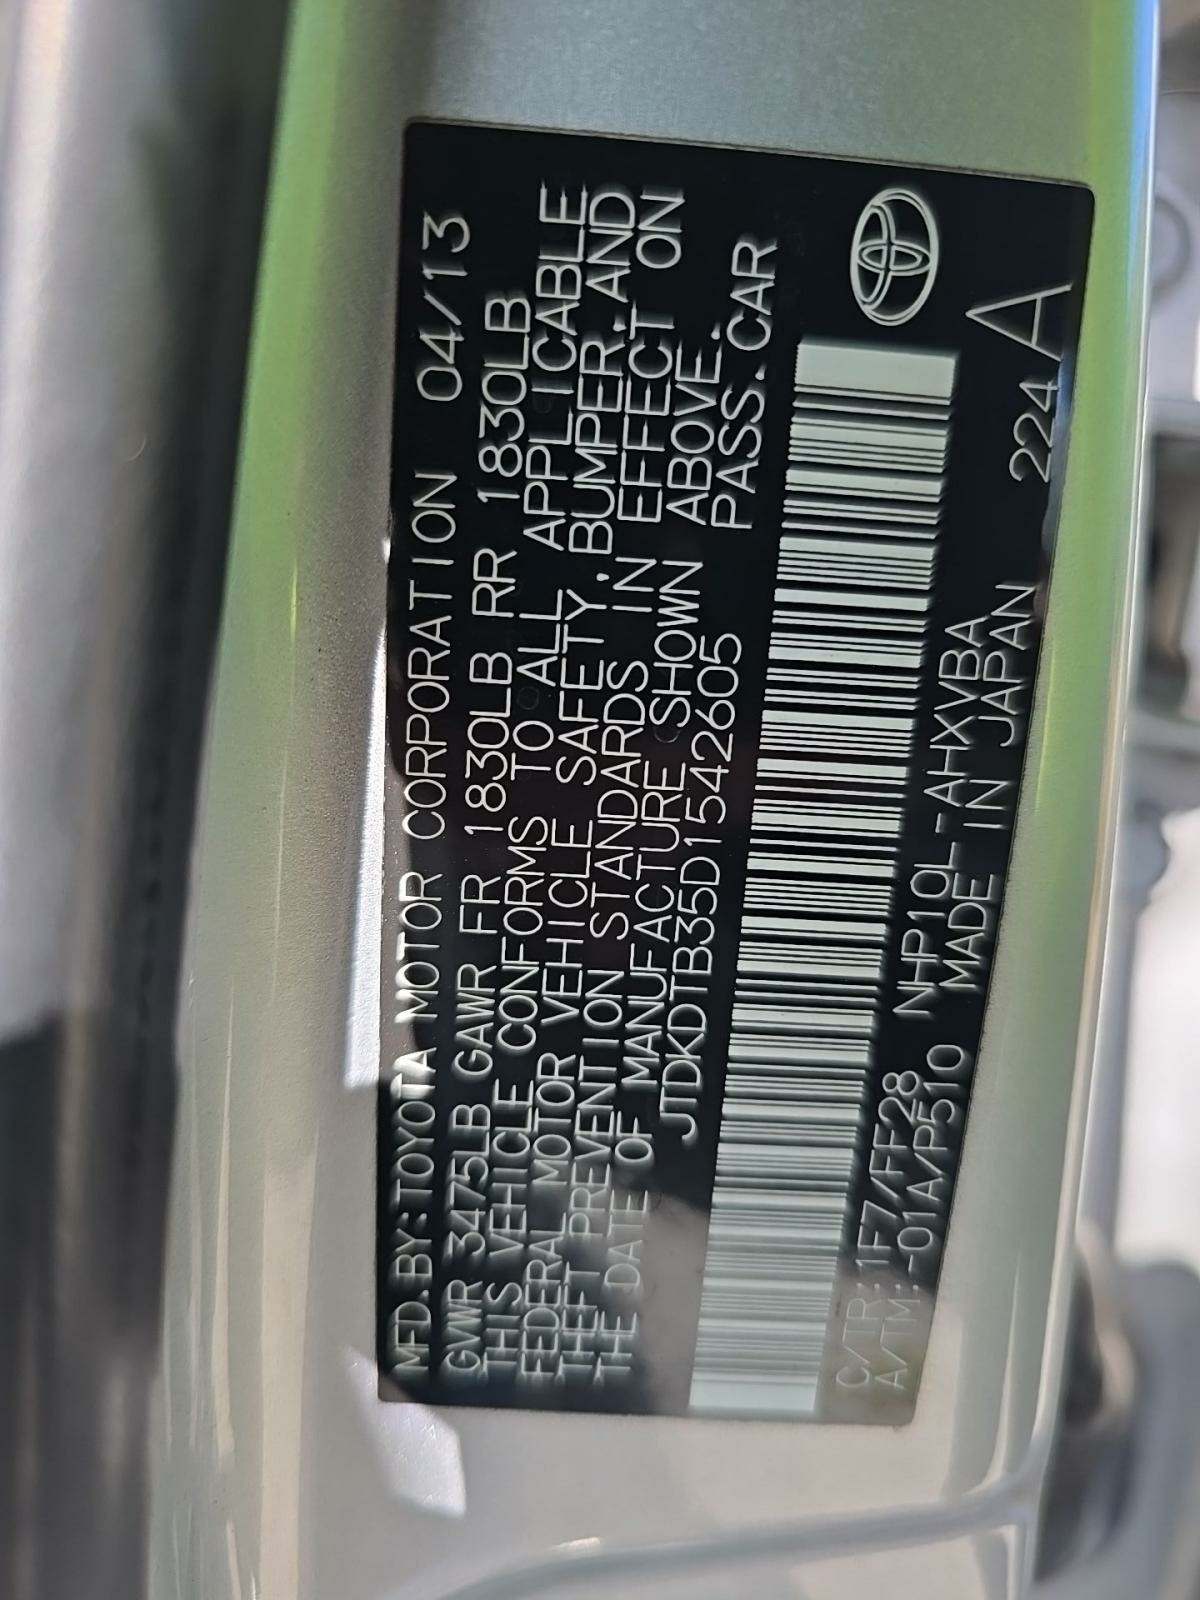 MFD.BY:TOYOTA MOTOR CORPORATION 04/13
GVWR 3475LB GAWR FR 1830LB RR 1830LB
THIS VEHICLE CONFORMS TO ALL APPLICABLE
FEDERAL MOTOR VEHICLE SAFETY,BUMPER,AND
THEFT PREVENTION STANDARDS IN EFFECT ON
THE DATE OF MANUFACTURE SHOWN ABOVE.
JTDKDTB35D1542605 PASS.CAR
C/TR:1F7/FF28 NHP10L-AHXVBA
A/TM:-01A/P510 MADE IN JAPAN 224 A